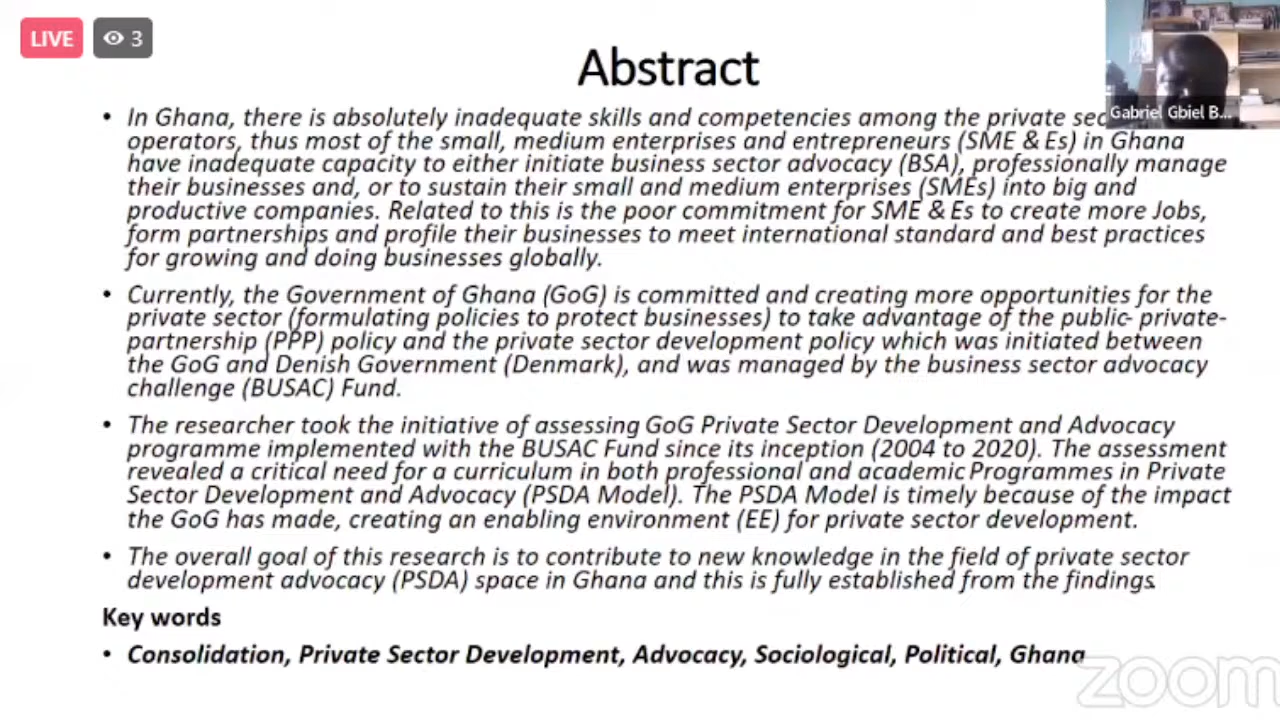 LIVE
3
Abstract
Gabriel Gbiel B...
• In Ghana, there is absolutely inadequate skills and competencies among the private sec
operators, thus most of the small, medium enterprises and entrepreneurs (SME & Es) in Ghana
have inadequate capacity to either initiate business sector advocacy (BSA), professionally manage
their businesses and, or to sustain their small and medium enterprises (SMEs) into big and
productive companies. Related to this is the poor commitment for SME & Es to create more Jobs,
form partnerships and profile their businesses to meet international standard and best practices
for growing and doing businesses globally.
• Currently, the Government of Ghana (GoG) is committed and creating more opportunities for the
private sector (formulating policies to protect businesses) to take advantage of the public- private-
partnership (PPP) policy and the private sector development policy which was initiated between
the GoG and Denish Government (Denmark), and was managed by the business sector advocacy
challenge (BUSAC) Fund.
• The researcher took the initiative of assessing GoG Private Sector Development and Advocacy
programme implemented with the BUSAC Fund since its inception (2004 to 2020). The assessment
revealed a critical need for a curriculum in both professional and academic Programmes in Private
Sector Development and Advocacy (PSDA Model). The PSDA Model is timely because of the impact
the GoG has made, creating an enabling environment (EE) for private sector development.
• The overall goal of this research is to contribute to new knowledge in the field of private sector
development advocacy (PSDA) space in Ghana and this is fully established from the findings.
Key words
• Consolidation, Private Sector Development, Advocacy, Sociological, Political, Ghana
zoom